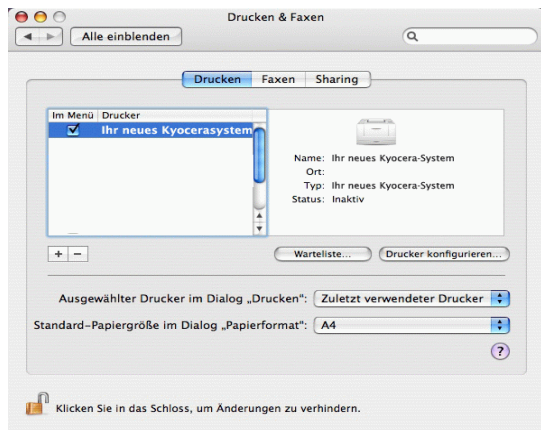 Drucken & Faxen
Alle einblenden
Drucken Faxen Sharing
Im Menü Drucker
Ihr neues Kyocerasystem
Name: Ihr neues Kyocera-System
Ort:
Typ: Ihr neues Kyocera-System
Status: Inaktiv
+ −
Warteliste... Drucker konfigurieren...
Ausgewählter Drucker im Dialog „Drucken“: Zuletzt verwendeter Drucker
Standard-Papiergröße im Dialog „Papierformat“: A4
?
Klicken Sie in das Schloss, um Änderungen zu verhindern.